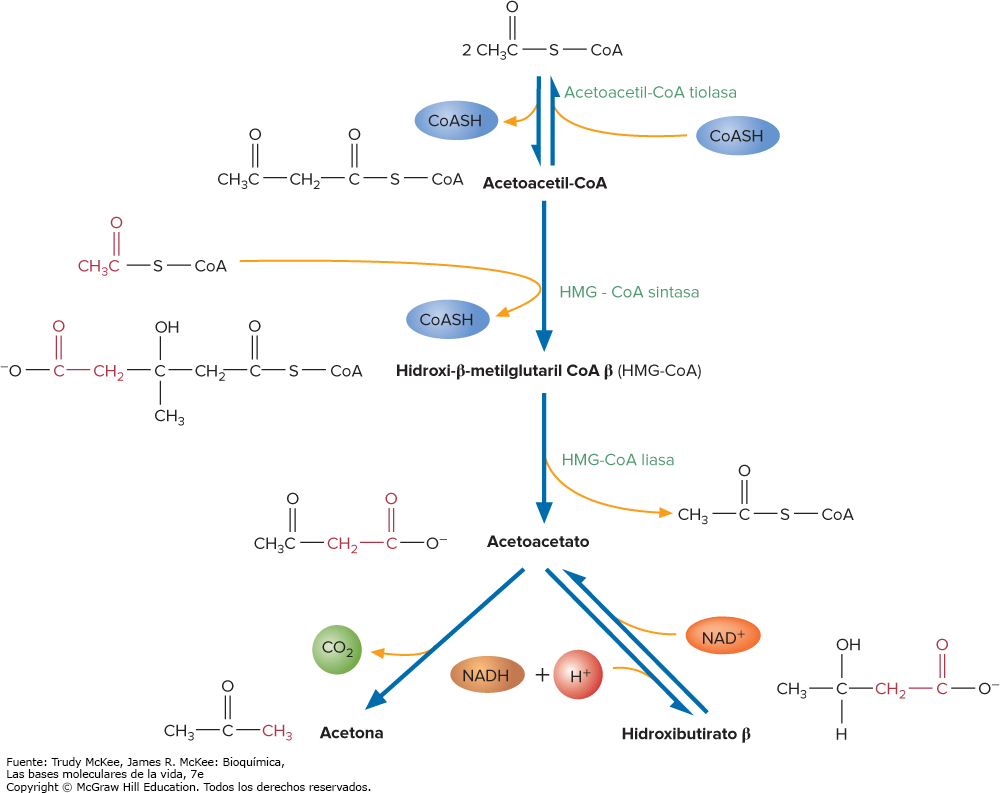 O
2 CH₃C — S — CoA
Acetoacetil-CoA tiolasa
CoASH
CoASH
O O
CH₃C — CH₂ — C — S — CoA
Acetoacetil-CoA
O
CH₃C — S — CoA
HMG - CoA sintasa
CoASH
O OH O
⁻O — C — CH₂ — C — CH₂ — C — S — CoA
CH₃
Hidroxi-β-metilglutaril CoA β (HMG-CoA)
HMG-CoA liasa
O
CH₃ — C — S — CoA
O O
CH₃C — CH₂ — C — O⁻
Acetoacetato
CO₂
NADH + H⁺
NAD⁺
OH O
CH₃ — C — CH₂ — C — O⁻
H
O
CH₃ — C — CH₃
Acetona
Hidroxibutirato β
Fuente: Trudy McKee, James R. McKee: Bioquímica,
Las bases moleculares de la vida, 7e
Copyright © McGraw Hill Education. Todos los derechos reservados.